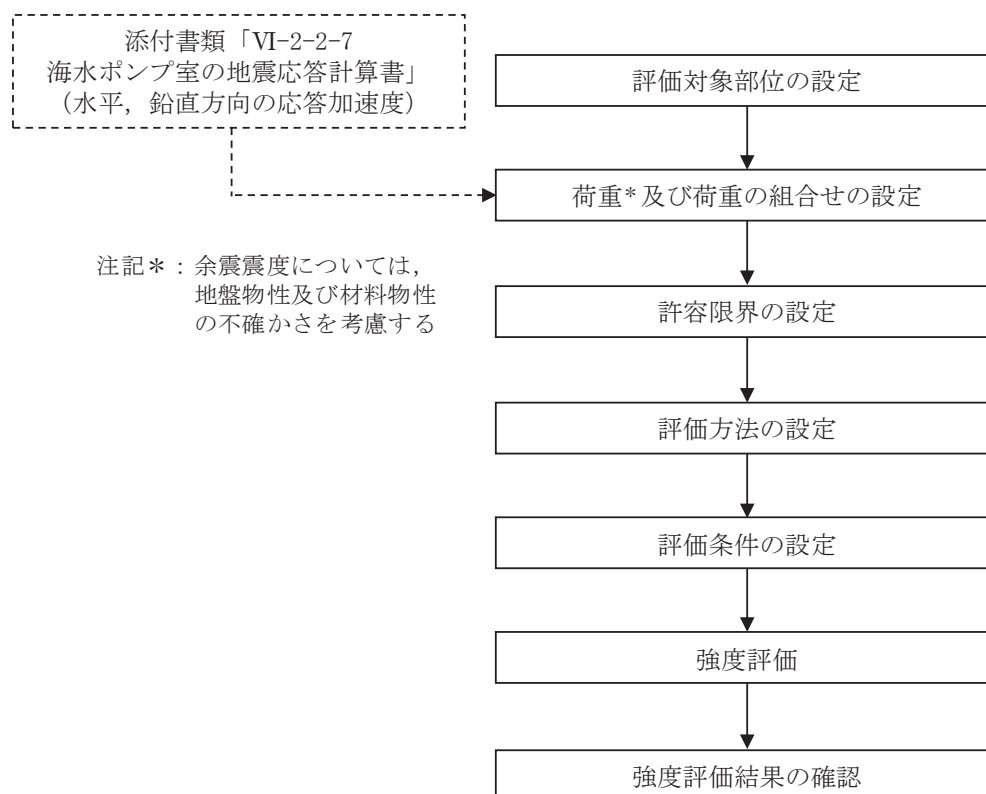 添付書類「Ⅵ-2-2-7
海水ポンプ室の地震応答計算書」
（水平，鉛直方向の応答加速度）
評価対象部位の設定
荷重*及び荷重の組合せの設定
注記＊：余震震度については，
地盤物性及び材料物性
の不確かさを考慮する
許容限界の設定
評価方法の設定
評価条件の設定
強度評価
強度評価結果の確認